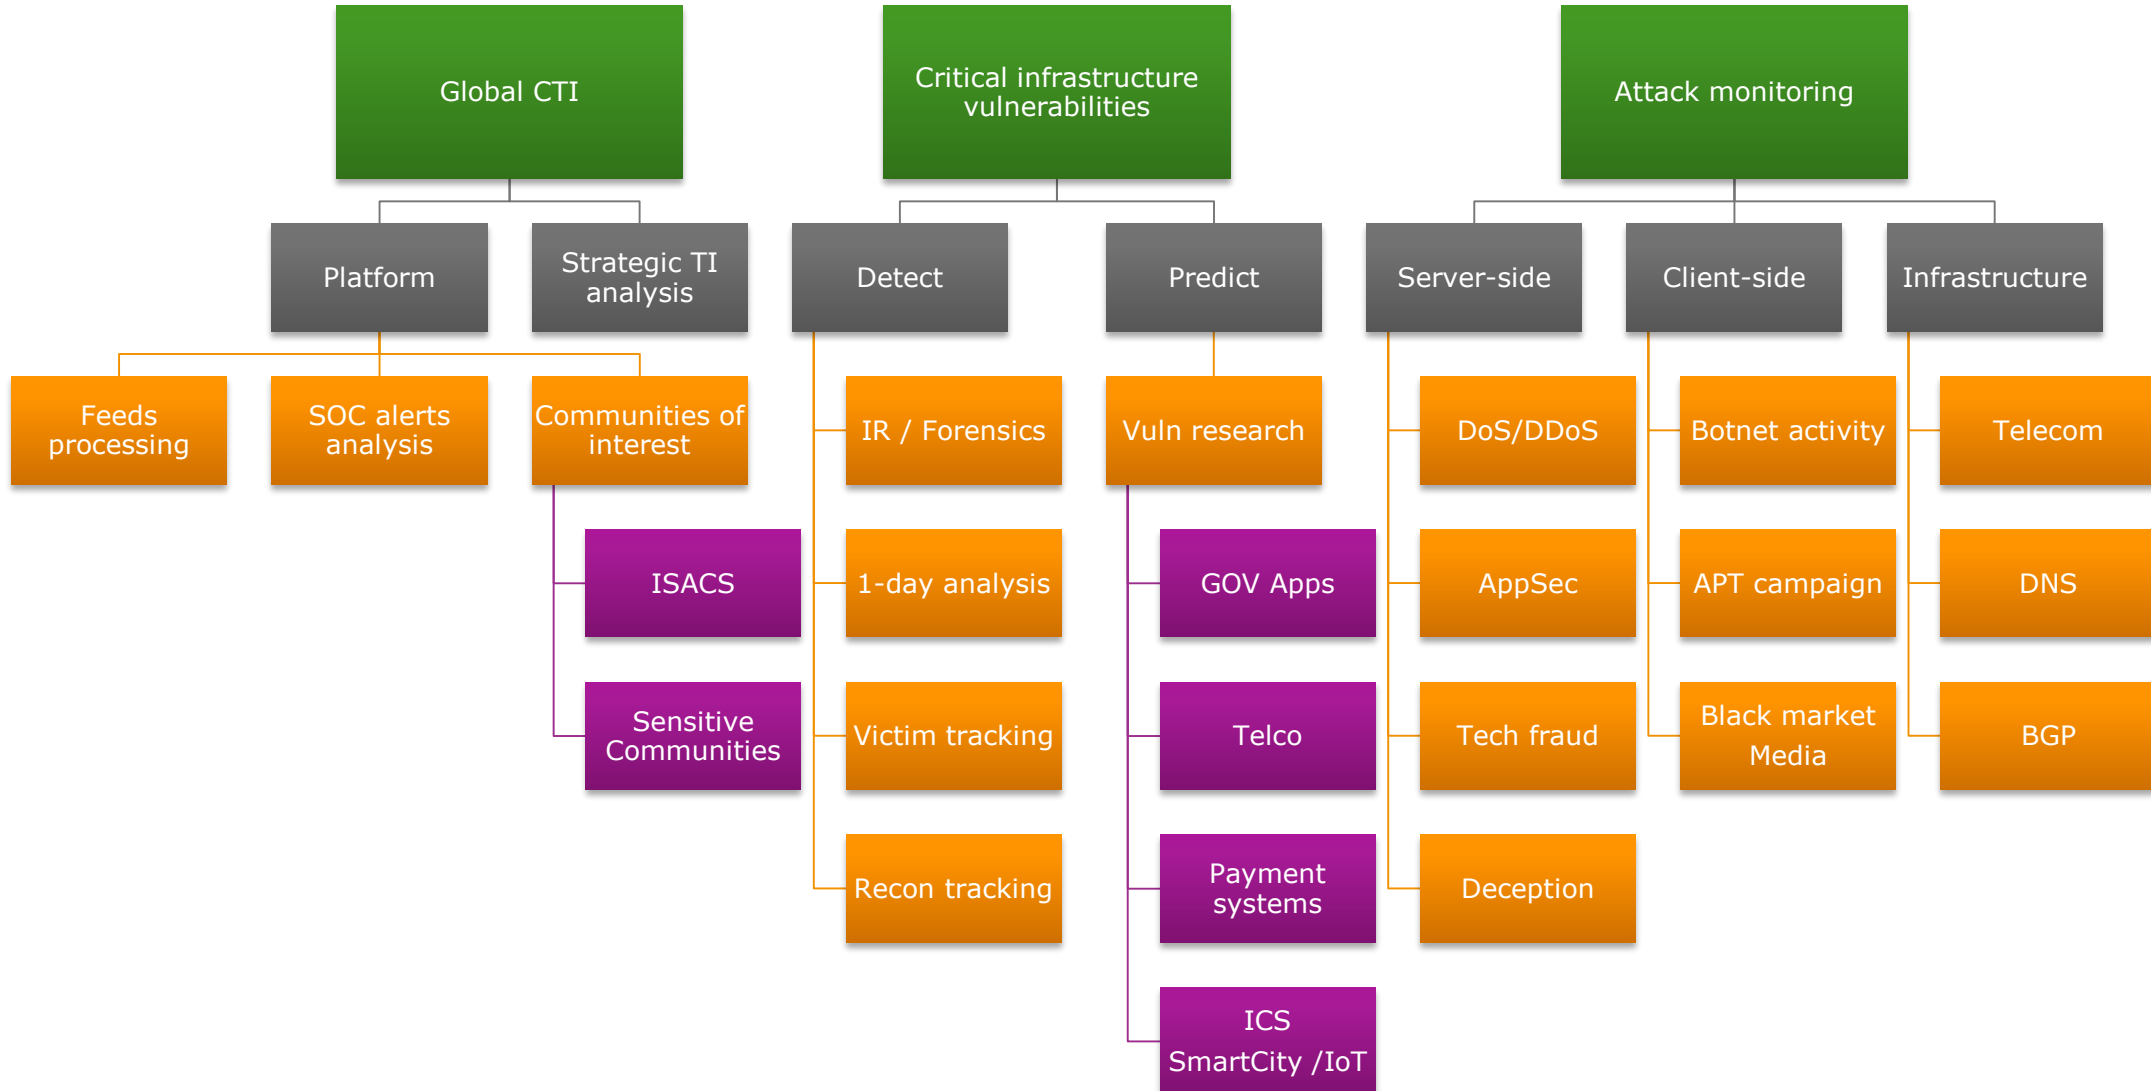 Global CTI
Critical infrastructure
vulnerabilities
Attack monitoring
Platform
Strategic TI
analysis
Detect
Predict
Server-side
Client-side
Infrastructure
Feeds
processing
SOC alerts
analysis
Communities of
interest
IR / Forensics
Vuln research
DoS/DDoS
Botnet activity
Telecom
ISACS
1-day analysis
GOV Apps
AppSec
APT campaign
DNS
Sensitive
Communities
Victim tracking
Telco
Tech fraud
Black market
Media
BGP
Recon tracking
Payment
systems
Deception
ICS
SmartCity /IoT